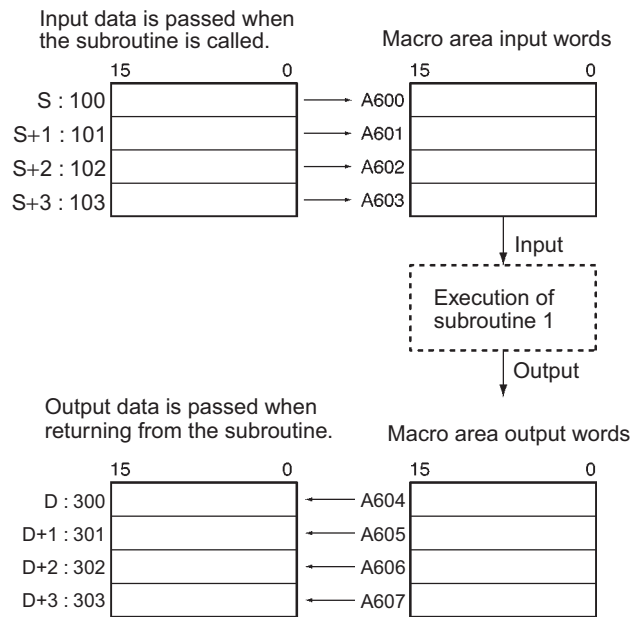 Input data is passed when
the subroutine is called.
Macro area input words
15 0 15 0
S : 100 A600
S+1 : 101 A601
S+2 : 102 A602
S+3 : 103 A603
Input
Execution of
subroutine 1
Output
Output data is passed when
returning from the subroutine.
Macro area output words
15 0 15 0
D : 300 A604
D+1 : 301 A605
D+2 : 302 A606
D+3 : 303 A607